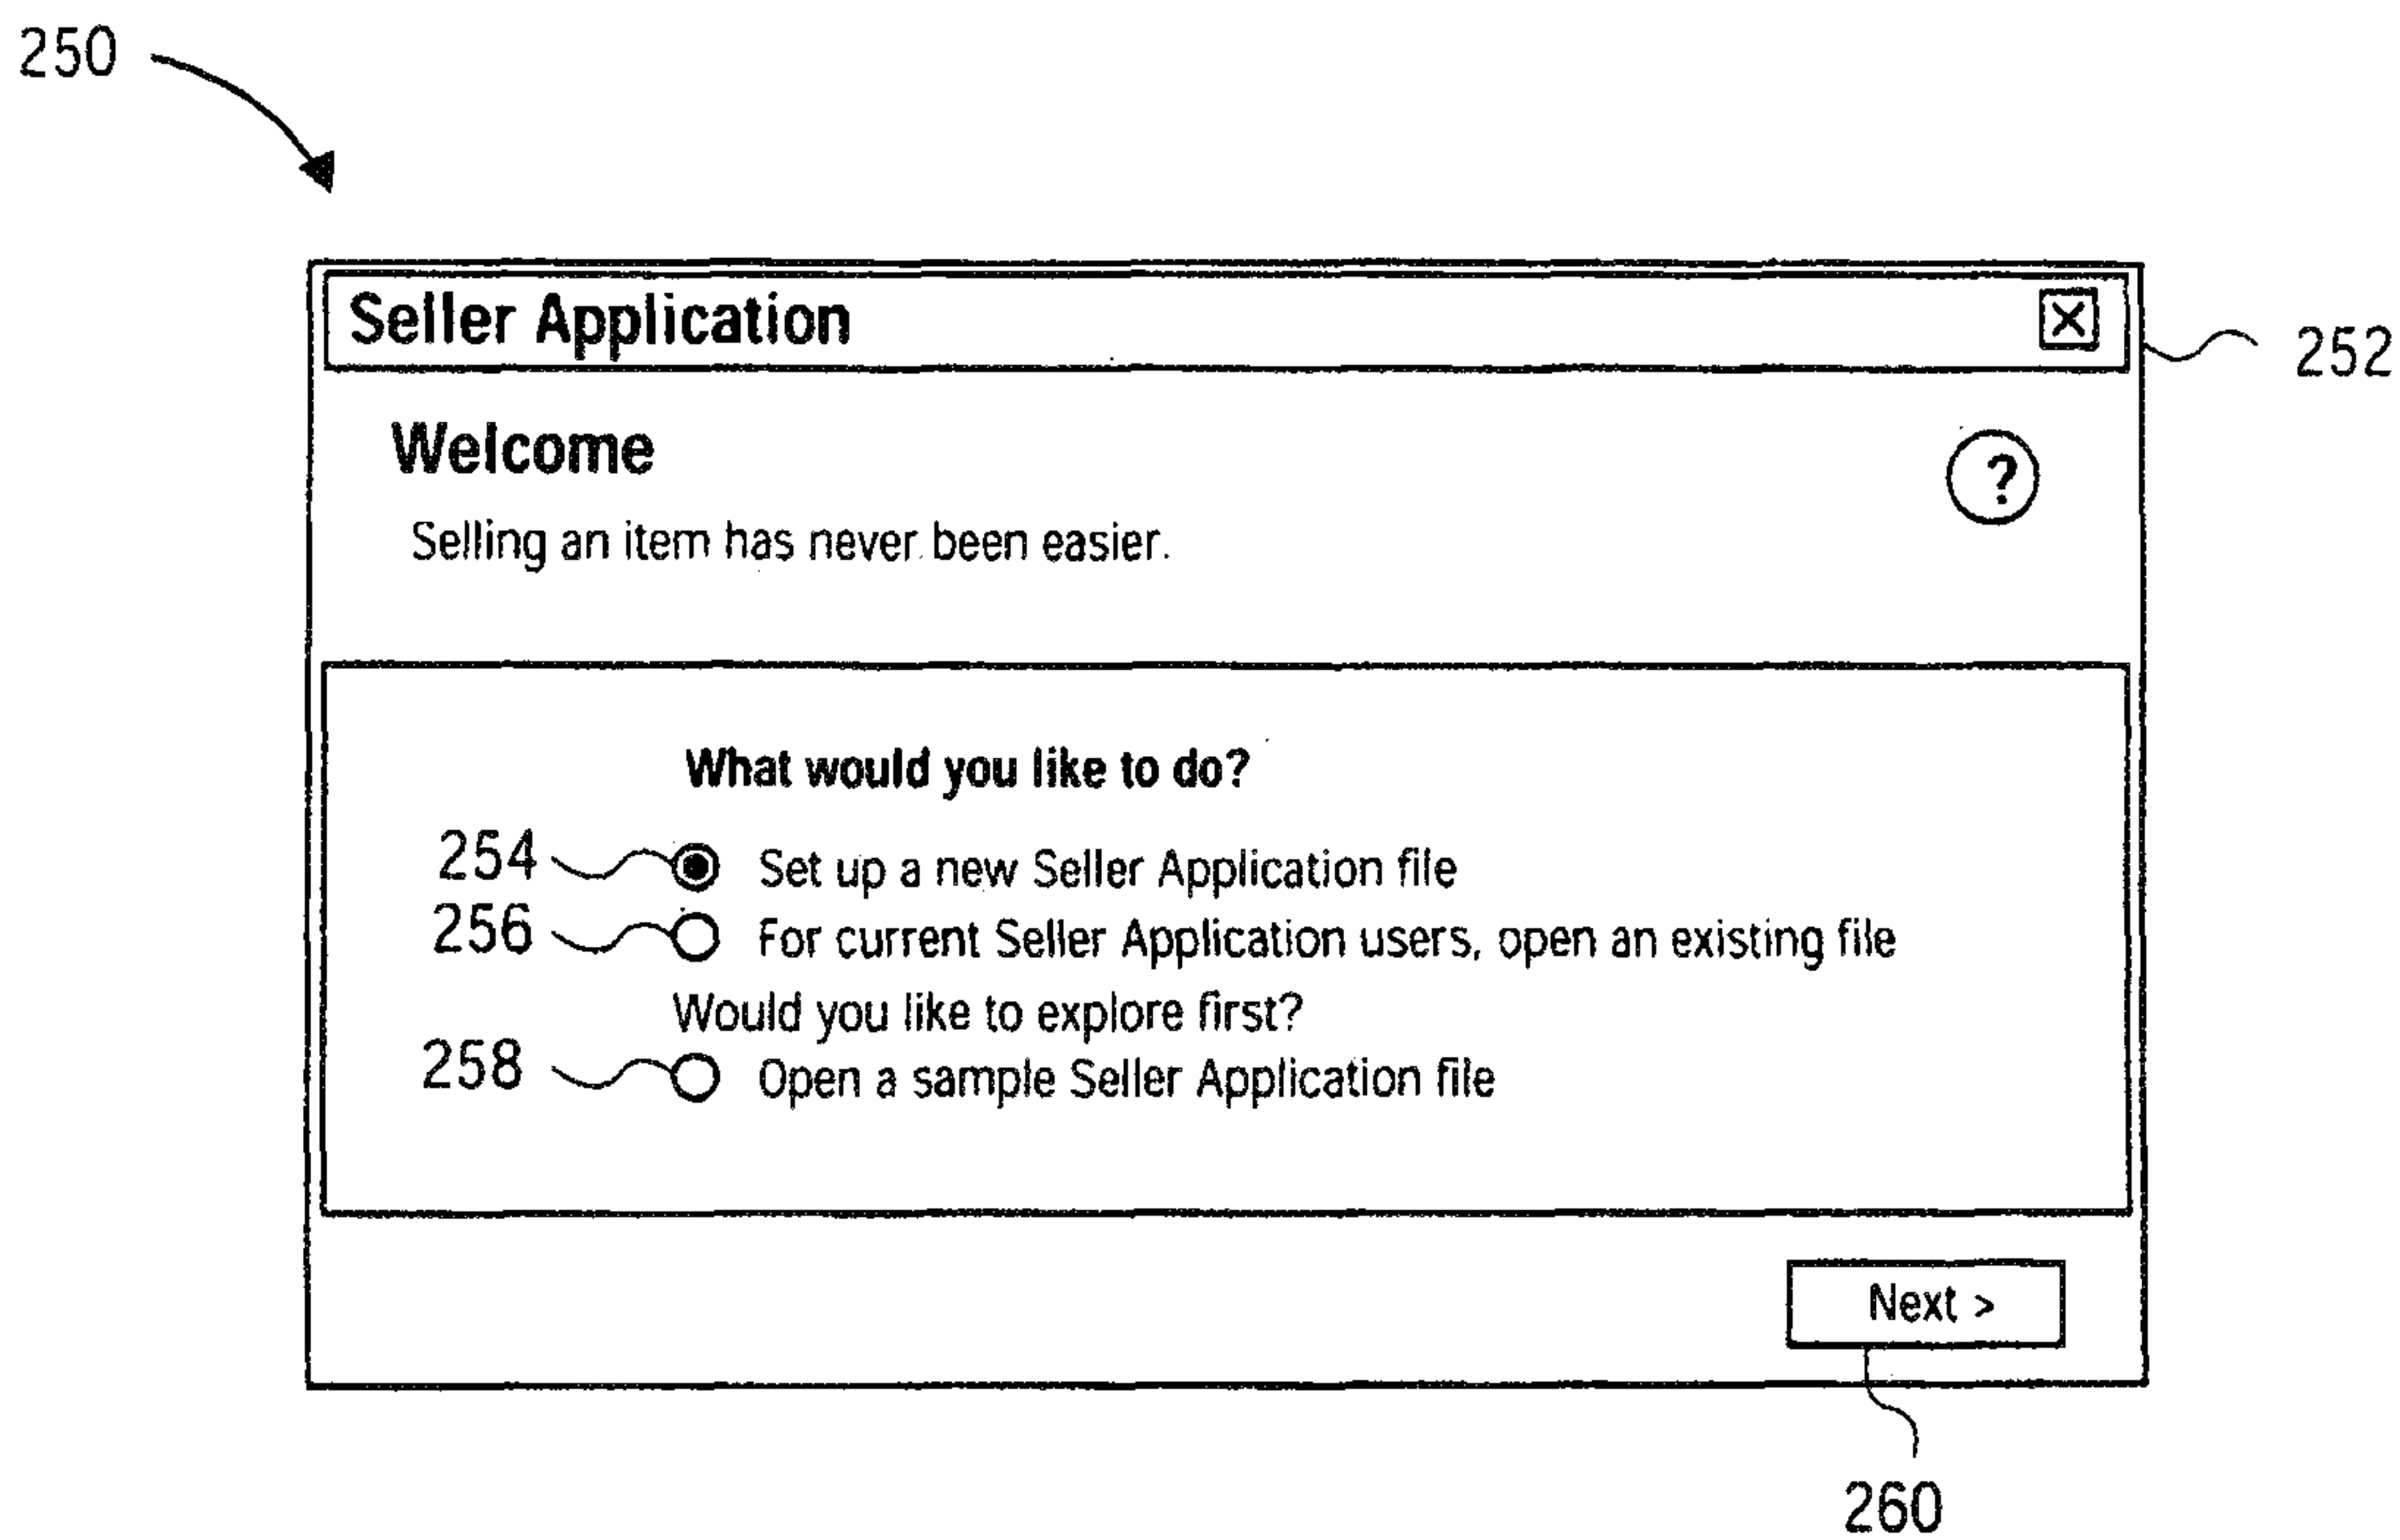 250
Seller Application
X
252
Welcome
?
Selling an item has never been easier.
What would you like to do?
254 Set up a new Seller Application file
256 For current Seller Application users, open an existing file
Would you like to explore first?
258 Open a sample Seller Application file
Next >
260